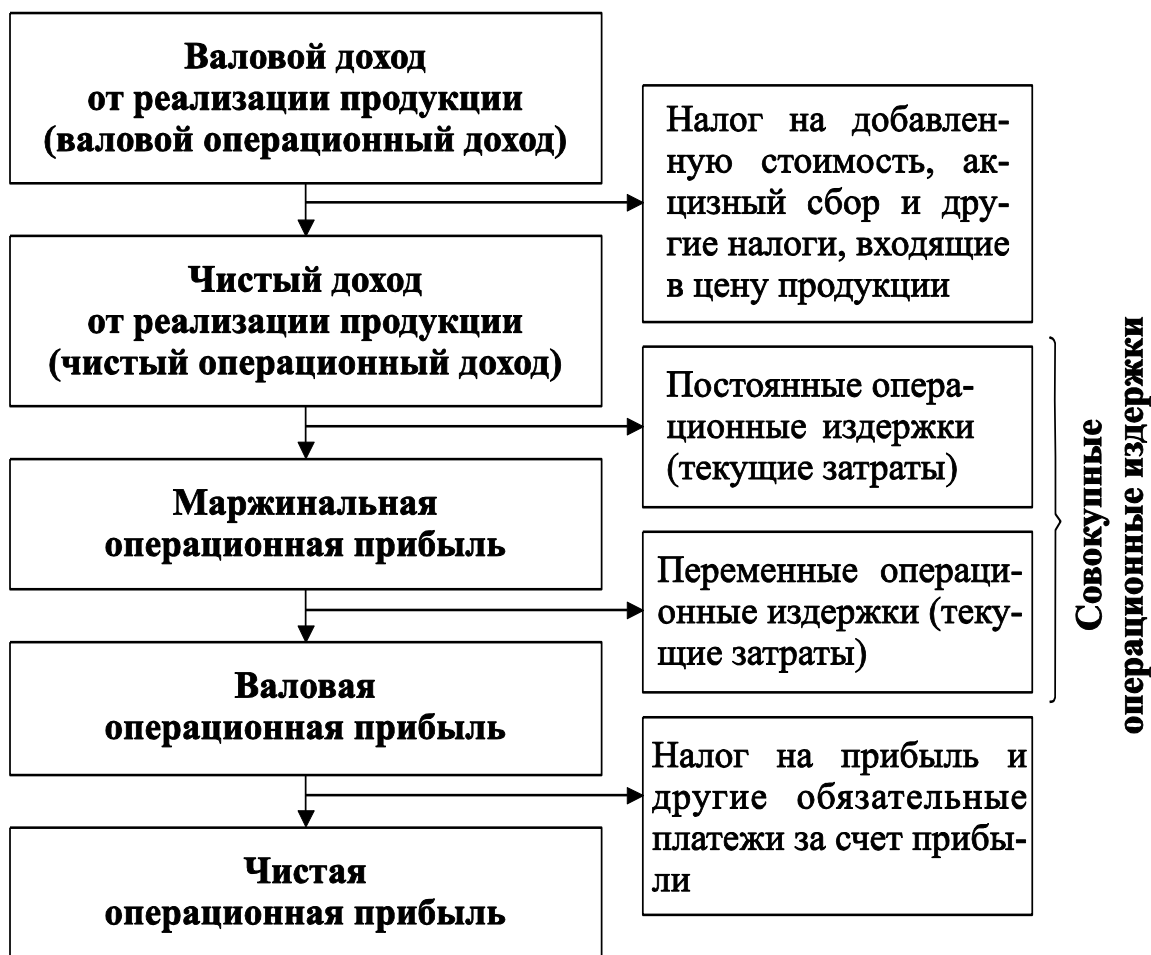 Валовой доход
от реализации продукции
(валовой операционный доход)
Налог на добавлен-
ную стоимость, ак-
цизный сбор и дру-
гие налоги, входящие
в цену продукции
Чистый доход
от реализации продукции
(чистый операционный доход)
Постоянные опера-
ционные издержки
(текущие затраты)
Маржинальная
операционная прибыль
Переменные операци-
онные издержки (теку-
щие затраты)
Совокупные
операционные издержки
Валовая
операционная прибыль
Налог на прибыль и
другие обязательные
платежи за счет прибы-
ли
Чистая
операционная прибыль